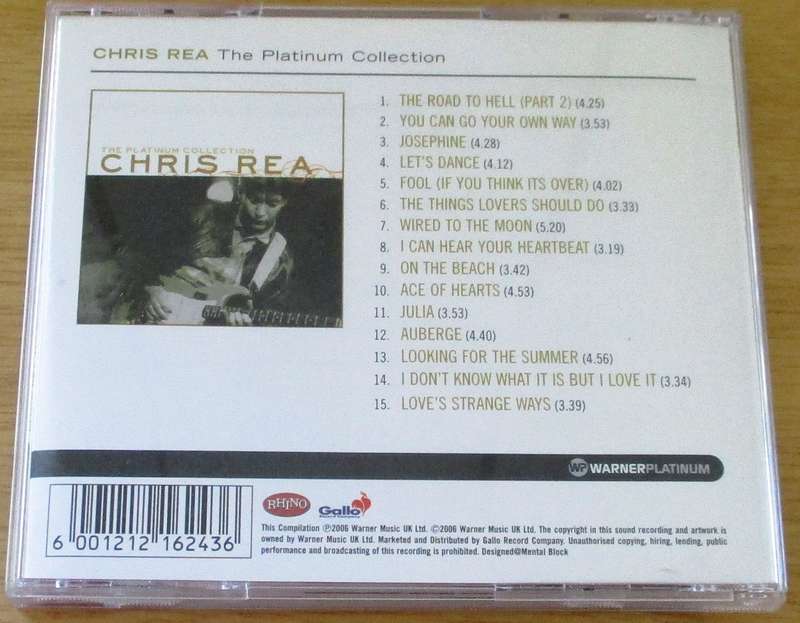 CHRIS REA The Platinum Collection
THE PLATINUM COLLECTION
CHRIS REA
1. THE ROAD TO HELL (PART 2) (4.25)
2. YOU CAN GO YOUR OWN WAY (3.53)
3. JOSEPHINE (4.28)
4. LET'S DANCE (4.12)
5. FOOL (IF YOU THINK ITS OVER) (4.02)
6. THE THINGS LOVERS SHOULD DO (3.33)
7. WIRED TO THE MOON (5.20)
8. I CAN HEAR YOUR HEARTBEAT (3.19)
9. ON THE BEACH (3.42)
10. ACE OF HEARTS (4.53)
11. JULIA (3.53)
12. AUBERGE (4.40)
13. LOOKING FOR THE SUMMER (4.56)
14. I DON'T KNOW WHAT IT IS BUT I LOVE IT (3.34)
15. LOVE'S STRANGE WAYS (3.39)
WP WARNERPLATINUM
6 001212 162436
RHINO
Gallo
This Compilation ℗2006 Warner Music UK Ltd. ©2006 Warner Music UK Ltd. The copyright in this sound recording and artwork is
owned by Warner Music UK Ltd. Marketed and Distributed by Gallo Record Company. Unauthorised copying, hiring, lending, public
performance and broadcasting of this recording is prohibited. Designed@Mental Block